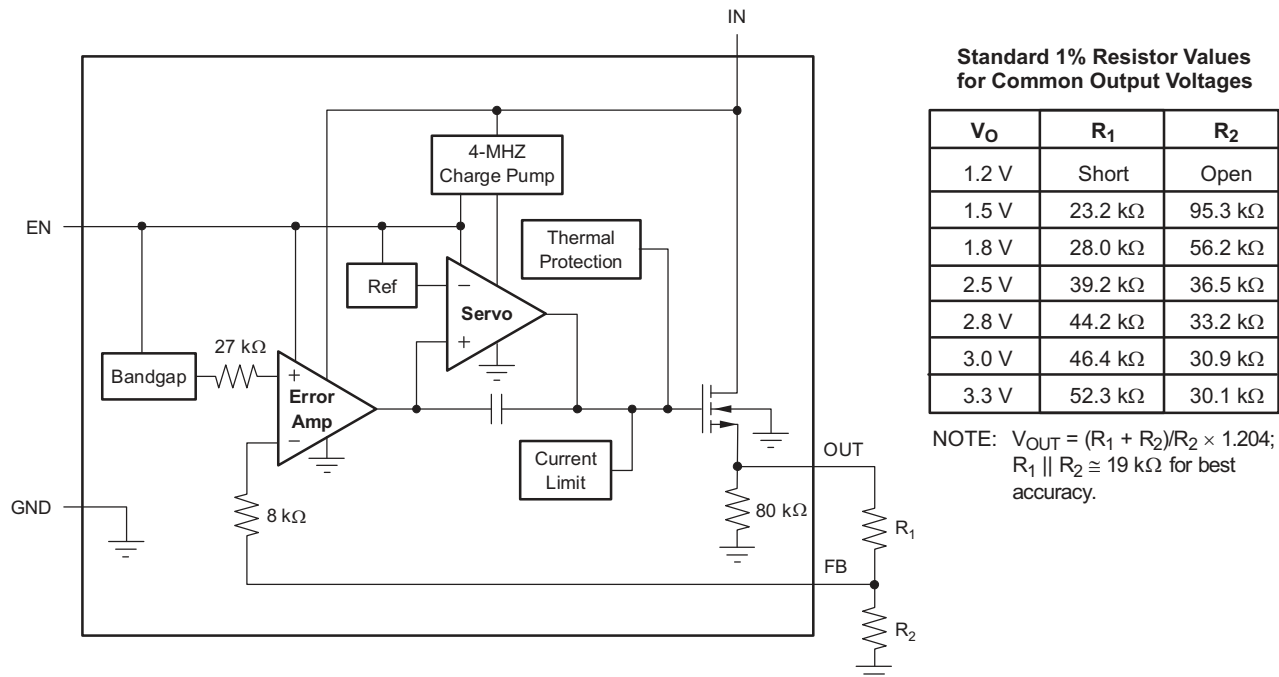 IN
4-MHZ
Charge Pump
EN
Thermal
Protection
Ref
−
Servo
+
27 kΩ
Bandgap
+
Error
Amp
−
Current
Limit
OUT
GND
8 kΩ
80 kΩ
R1
FB
R2
Standard 1% Resistor Values
for Common Output Voltages
VO R1 R2
1.2 V Short Open
1.5 V 23.2 kΩ 95.3 kΩ
1.8 V 28.0 kΩ 56.2 kΩ
2.5 V 39.2 kΩ 36.5 kΩ
2.8 V 44.2 kΩ 33.2 kΩ
3.0 V 46.4 kΩ 30.9 kΩ
3.3 V 52.3 kΩ 30.1 kΩ
NOTE: VOUT = (R1 + R2)/R2 × 1.204;
R1 || R2 ≅ 19 kΩ for best
accuracy.